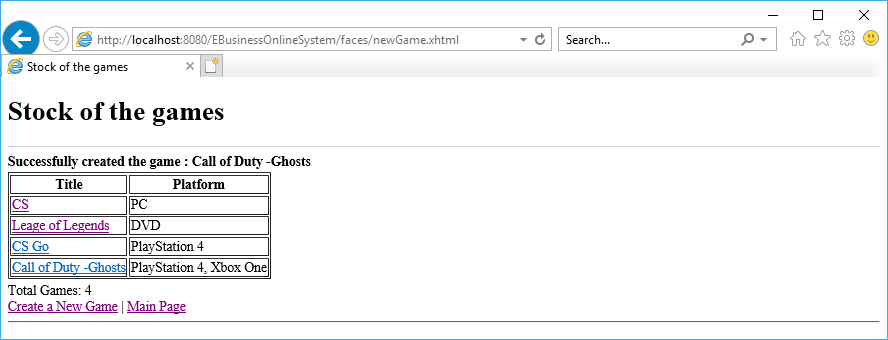 http://localhost:8080/EBusinessOnlineSystem/faces/newGame.xhtml Search...
Stock of the games
Stock of the games
Successfully created the game : Call of Duty -Ghosts
Title Platform
CS PC
Leage of Legends DVD
CS Go PlayStation 4
Call of Duty -Ghosts PlayStation 4, Xbox One
Total Games: 4
Create a New Game | Main Page